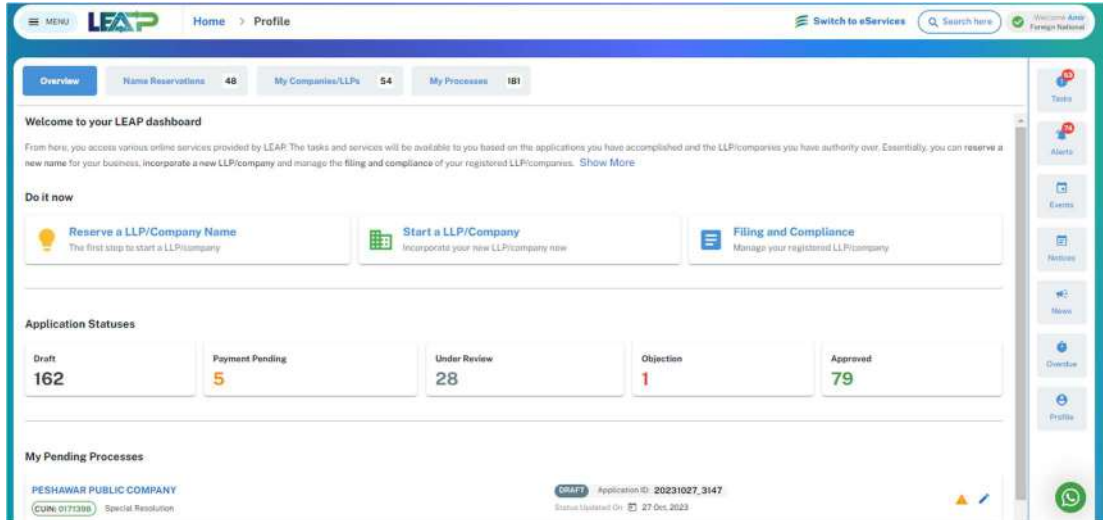 MENU LEAP Home > Profile Switch to eServices Search here Welcome Amir
Foreign National
Overview Name Reservations 48 My Companies/LLPs 54 My Processes 181
53
Tasks
74
Alerts
Events
Notices
News
Overdue
Profile
Welcome to your LEAP dashboard
From here, you access various online services provided by LEAP. The tasks and services will be available to you based on the applications you have accomplished and the LLP/companies you have authority over. Essentially, you can reserve a
new name for your business, incorporate a new LLP/company and manage the filing and compliance of your registered LLP/companies. Show More
Do it now
Reserve a LLP/Company Name
The first step to start a LLP/company
Start a LLP/Company
Incorporate your new LLP/company now
Filing and Compliance
Manage your registered LLP/company
Application Statuses
Draft
162
Payment Pending
5
Under Review
28
Objection
1
Approved
79
My Pending Processes
PESHAWAR PUBLIC COMPANY
CUIN: 0171398 Special Resolution
DRAFT Application ID: 20231027_3147
Status Updated On 27 Oct, 2023